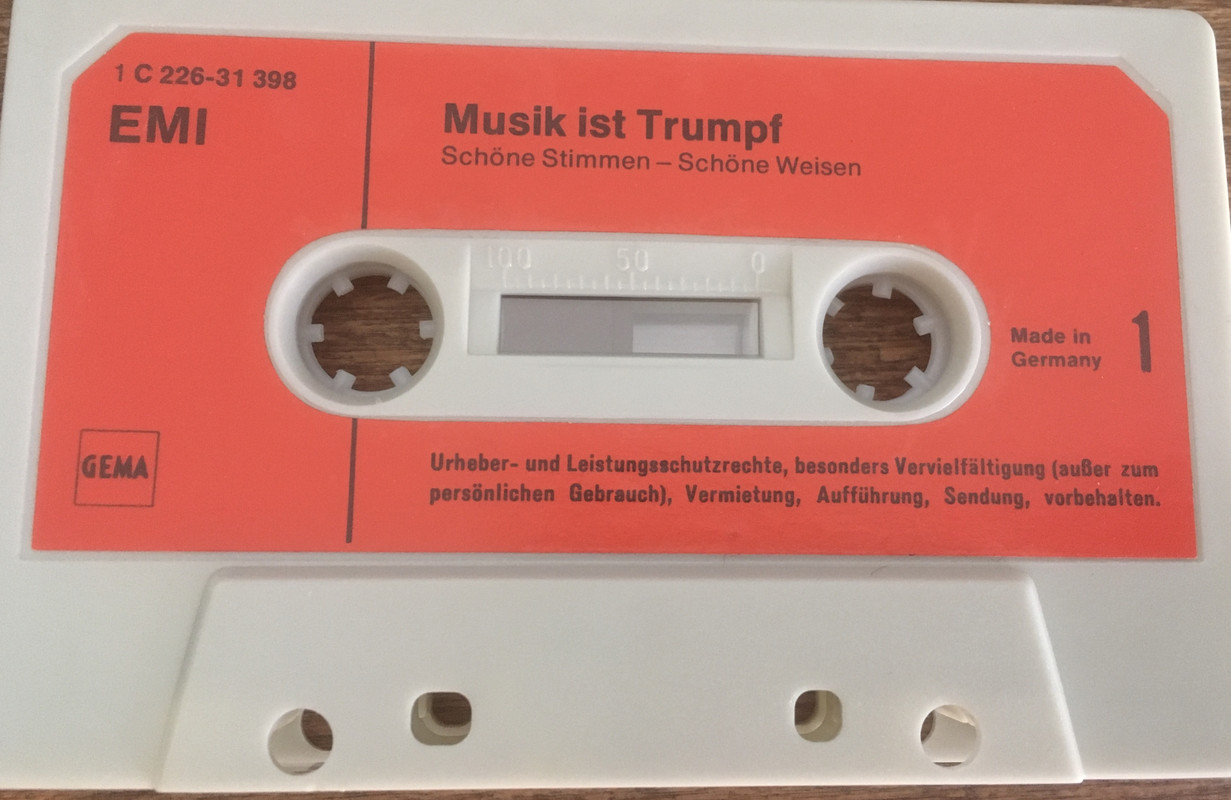 1 C 226-31 398
EMI
Musik ist Trumpf
Schöne Stimmen – Schöne Weisen
100 50 0
Made in
Germany
1
GEMA
Urheber- und Leistungsschutzrechte, besonders Vervielfältigung (außer zum
persönlichen Gebrauch), Vermietung, Aufführung, Sendung, vorbehalten.